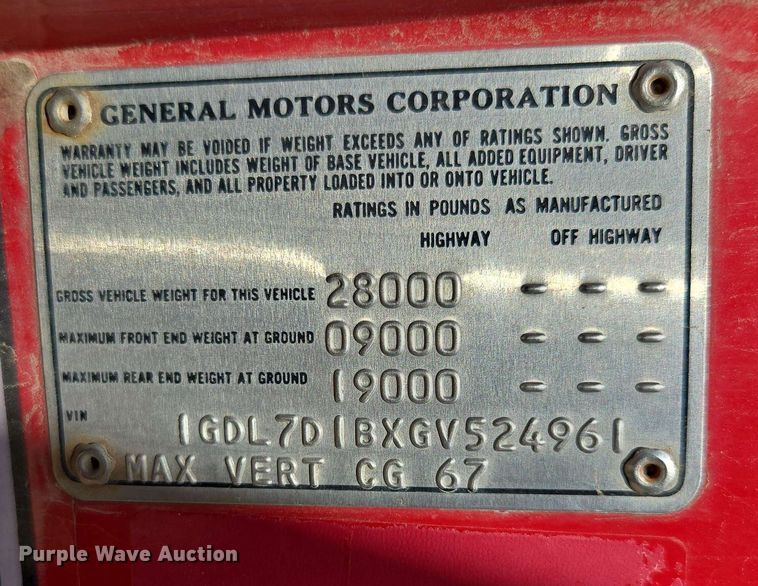 GENERAL MOTORS CORPORATION
WARRANTY MAY BE VOIDED IF WEIGHT EXCEEDS ANY OF RATINGS SHOWN. GROSS
VEHICLE WEIGHT INCLUDES WEIGHT OF BASE VEHICLE, ALL ADDED EQUIPMENT, DRIVER
AND PASSENGERS, AND ALL PROPERTY LOADED INTO OR ONTO VEHICLE.
RATINGS IN POUNDS AS MANUFACTURED
HIGHWAY OFF HIGHWAY
GROSS VEHICLE WEIGHT FOR THIS VEHICLE 28000 - - -
MAXIMUM FRONT END WEIGHT AT GROUND 09000 - - -
MAXIMUM REAR END WEIGHT AT GROUND 19000 - - -
VIN 1GDL7D1BXGV524961
MAX VERT CG 67
Purple Wave Auction